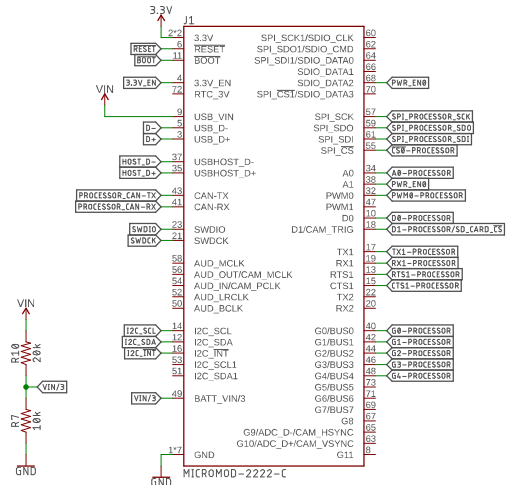 3.3V
J1
2*2 3.3V SPI_SCK1/SDIO_CLK 60
RESET 6 RESET SPI_SDO1/SDIO_CMD 62
BOOT 11 BOOT SPI_SDI1/SDIO_DATA0 64
SDIO_DATA1 66
3.3V_EN 4 3.3V_EN SDIO_DATA2 68 PWR_EN0
72 RTC_3V SPI_CS1/SDIO_DATA3 70
VIN
9 USB_VIN SPI_SCK 57 SPI_PROCESSOR_SCK
D- 5 USB_D- SPI_SDO 59 SPI_PROCESSOR_SDO
D+ 3 USB_D+ SPI_SDI 61 SPI_PROCESSOR_SDI
SPI_CS 55 CS0-PROCESSOR
HOST_D- 37 USBHOST_D-
HOST_D+ 35 USBHOST_D+ A0 34 A0-PROCESSOR
A1 38 PWR_EN0
PROCESSOR_CAN-TX 43 CAN-TX PWM0 32 PWM0-PROCESSOR
PROCESSOR_CAN-RX 41 CAN-RX PWM1 47
D0 10 D0-PROCESSOR
SWDIO 23 SWDIO D1/CAM_TRIG 18 D1-PROCESSOR/SD_CARD_CS
SWDCK 21 SWDCK
TX1 17 TX1-PROCESSOR
58 AUD_MCLK RX1 19 RX1-PROCESSOR
56 AUD_OUT/CAM_MCLK RTS1 13 RTS1-PROCESSOR
54 AUD_IN/CAM_PCLK CTS1 15 CTS1-PROCESSOR
52 AUD_LRCLK TX2 22
50 AUD_BCLK RX2 20
I2C_SCL 14 I2C_SCL G0/BUS0 40 G0-PROCESSOR
I2C_SDA 12 I2C_SDA G1/BUS1 42 G1-PROCESSOR
I2C_INT 16 I2C_INT G2/BUS2 44 G2-PROCESSOR
53 I2C_SCL1 G3/BUS3 46 G3-PROCESSOR
51 I2C_SDA1 G4/BUS4 48 G4-PROCESSOR
G5/BUS5 73
VIN/3 49 BATT_VIN/3 G6/BUS6 71
G7/BUS7 69
G8 67
G9/ADC_D-/CAM_HSYNC 65
G10/ADC_D+/CAM_VSYNC 63
1*7 GND G11 8
GND
MICROMOD-2222-C
VIN
R10
20k
VIN/3
R7
10k
GND